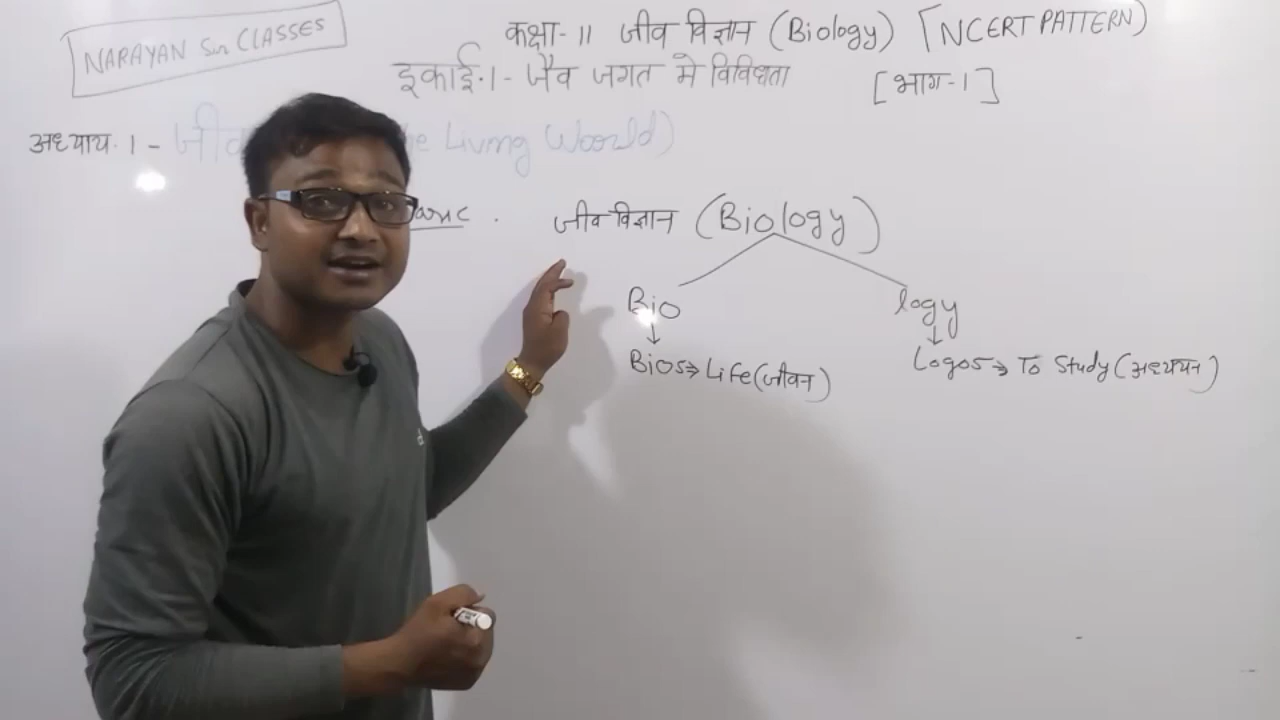 NARAYAN Sir CLASSES
कक्षा-11 जीव विज्ञान (Biology) [NCERT PATTERN)
इकाई.1- जैव जगत मे विविधता [भाग-1]
अध्याय.1- जीव Living World)
जीव विज्ञान (Biology)
Bio logy
Bios→Life(जीवन) Logos→To Study(अध्ययन)